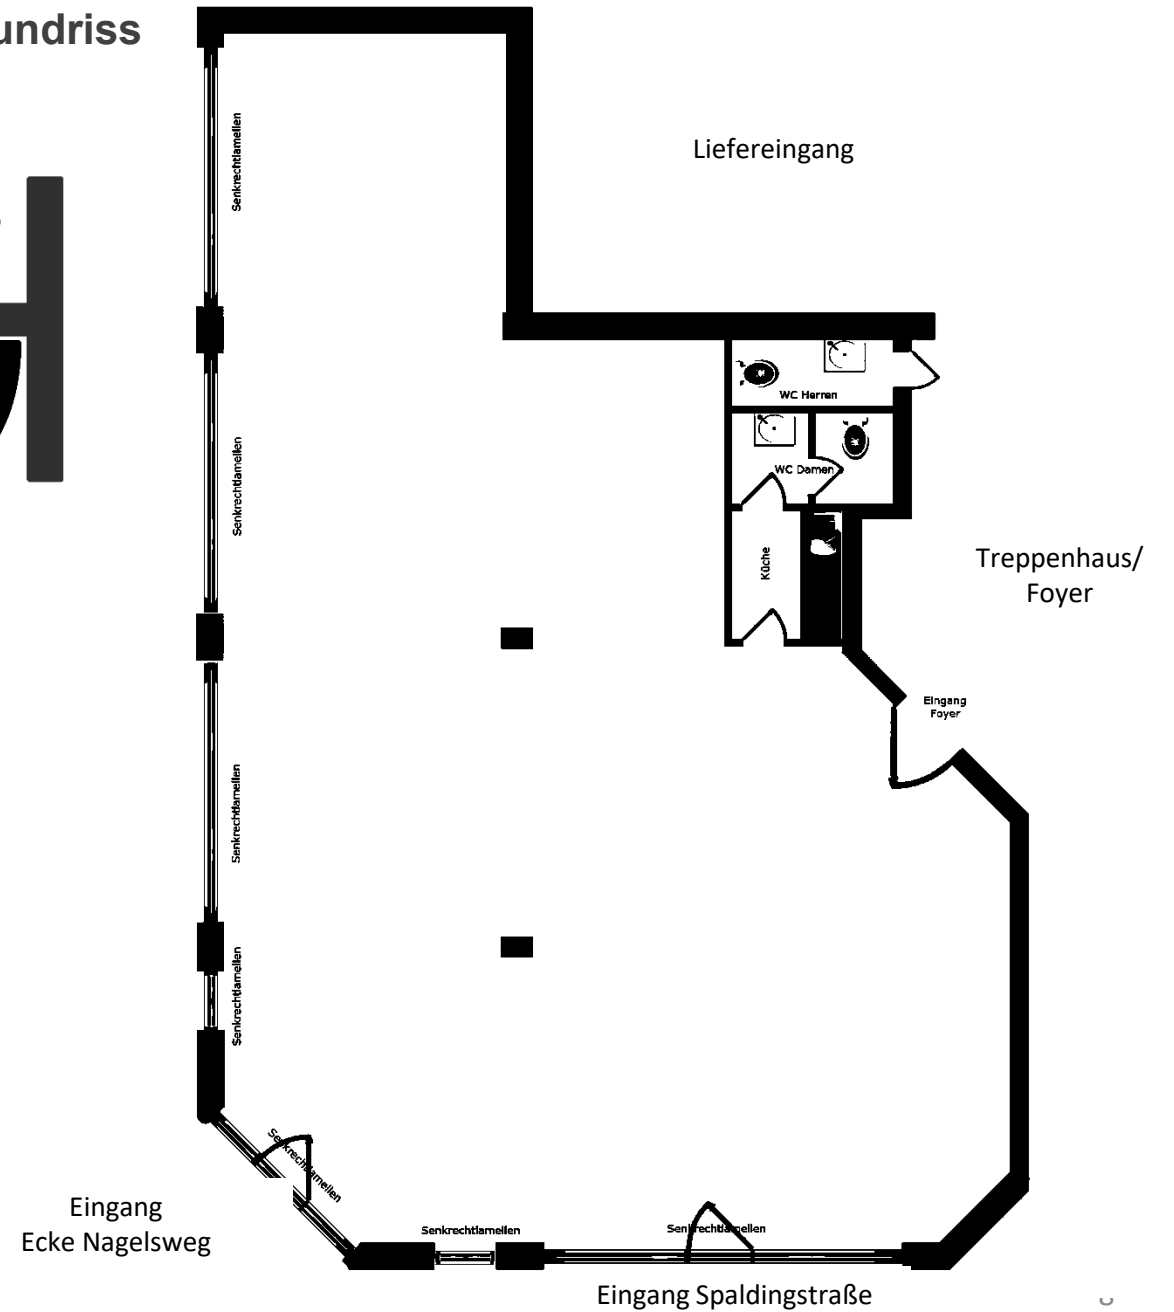 undriss
Liefereingang
Senkrechtlamellen
WC Herren
Senkrechtlamellen
WC Damen
Küche
Treppenhaus/
Foyer
Eingang
Foyer
Senkrechtlamellen
Senkrechtlamellen
Senkrechtlamellen
Eingang
Ecke Nagelsweg
Senkrechtlamellen
Senkrechtlamellen
Eingang Spaldingstraße